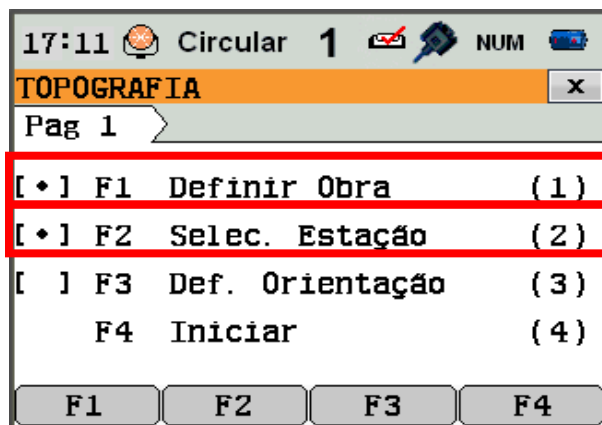 17:11 Circular 1 NUM
TOPOGRAFIA x
Pag 1
[•] F1 Definir Obra (1)
[•] F2 Selec. Estação (2)
[ ] F3 Def. Orientação (3)
F4 Iniciar (4)
F1 F2 F3 F4